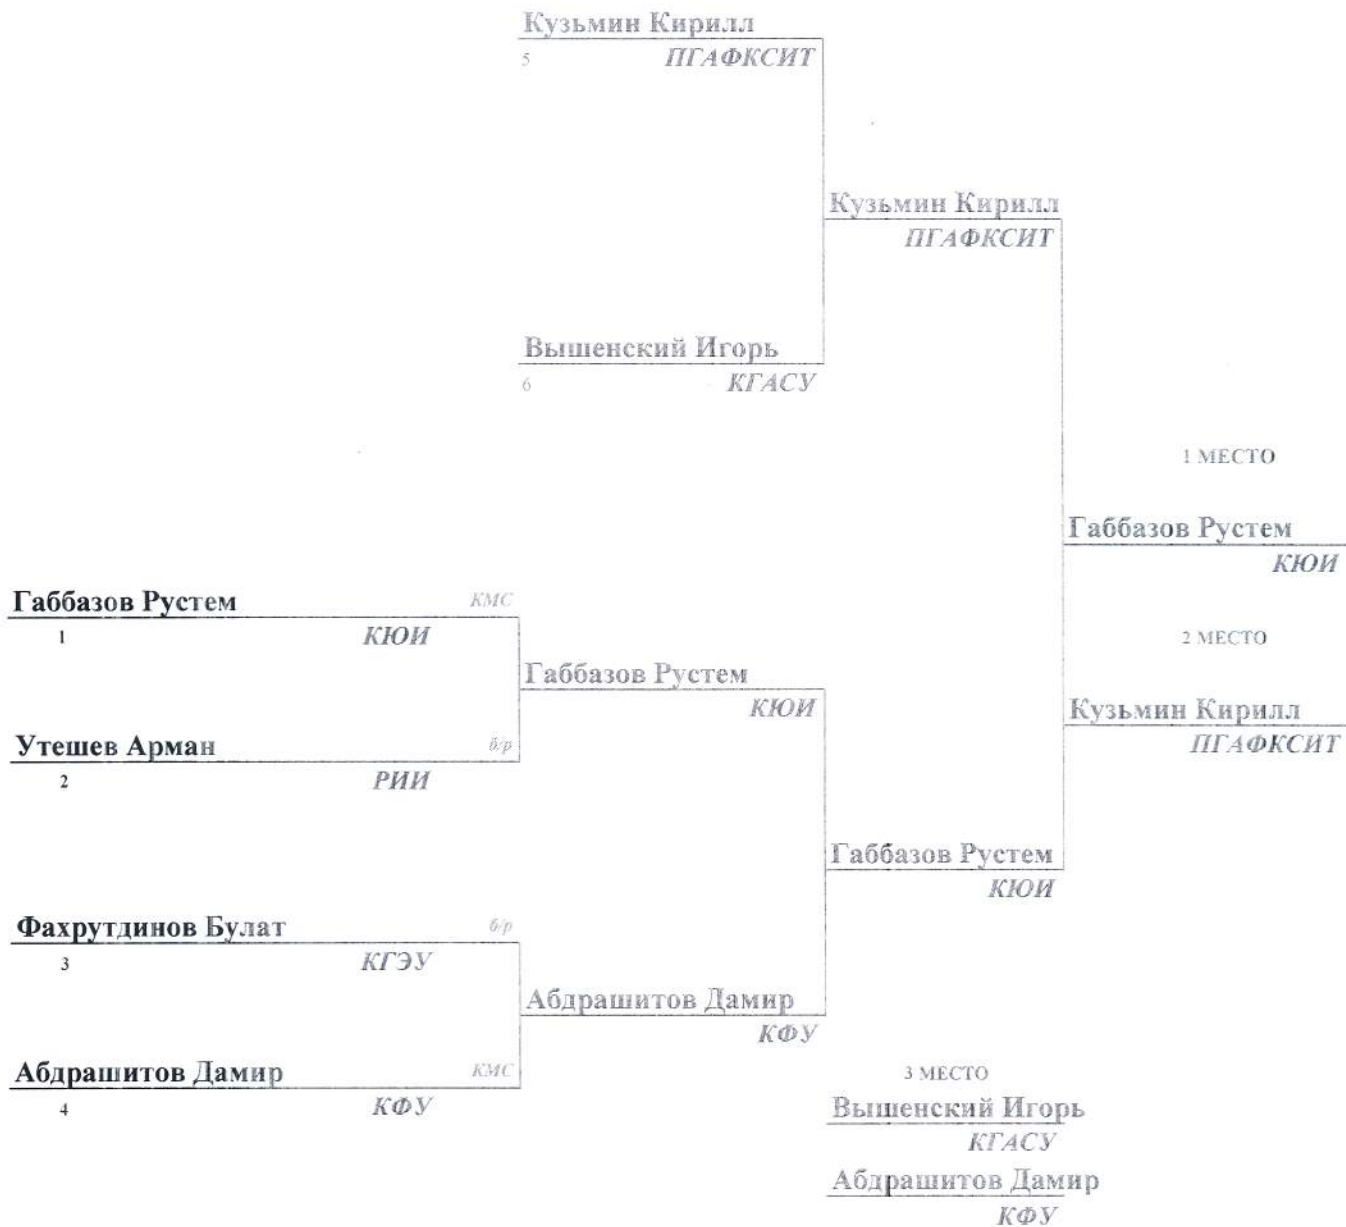 Кузьмин Кирилл
5 ПГАФКСИТ
Кузьмин Кирилл
ПГАФКСИТ
Вышенский Игорь
6 КГАСУ
1 МЕСТО
Габбазов Рустем
КЮИ
Габбазов Рустем КМС
1 КЮИ
2 МЕСТО
Габбазов Рустем
КЮИ
Кузьмин Кирилл
ПГАФКСИТ
Утешев Арман б/р
2 РИИ
Габбазов Рустем
КЮИ
Фахрутдинов Булат б/р
3 КГЭУ
Абдрашитов Дамир
КФУ
Абдрашитов Дамир КМС
4 КФУ
3 МЕСТО
Вышенский Игорь
КГАСУ
Абдрашитов Дамир
КФУ